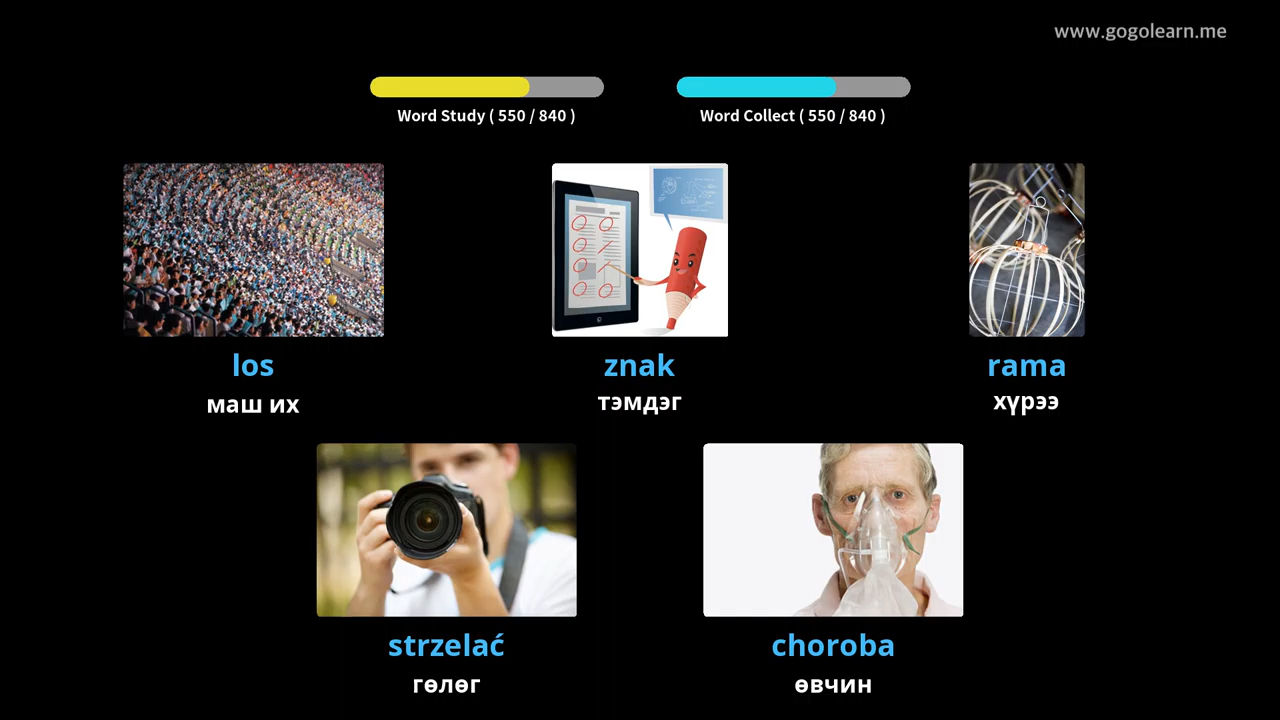 www.gogolearn.me
Word Study ( 550 / 840 )
Word Collect ( 550 / 840 )
los
маш их
znak
тэмдэг
rama
хүрээ
strzelać
гөлөг
choroba
өвчин